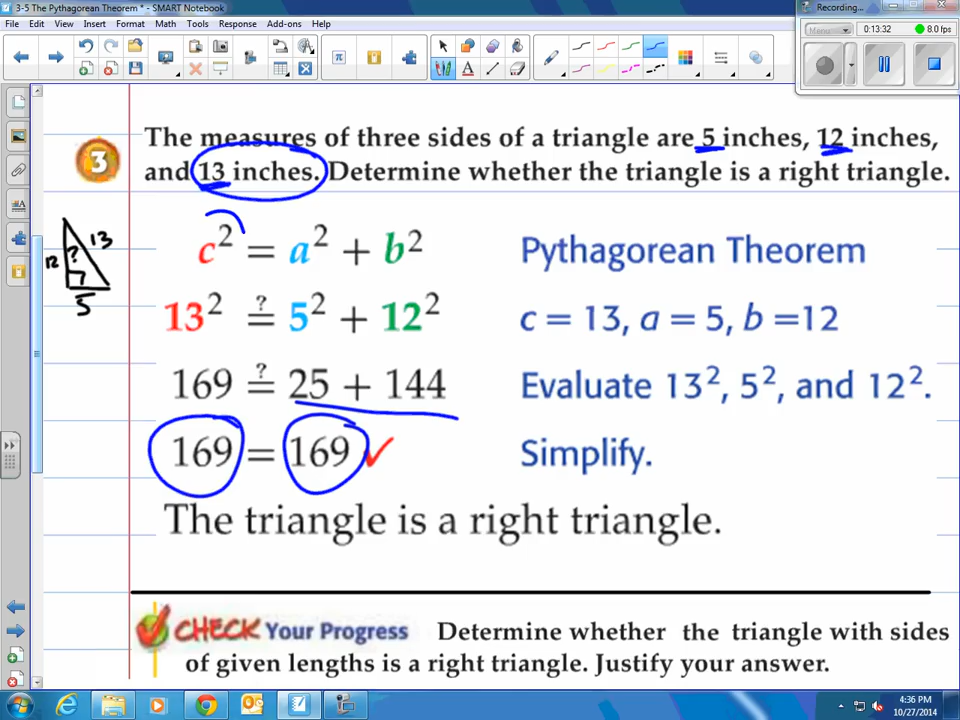 3-5 The Pythagorean Theorem * - SMART Notebook
Recording...
File Edit View Insert Format Math Tools Response Add-ons Help
Menu 0:13:32 8.0 fps
The measures of three sides of a triangle are 5 inches, 12 inches,
3
and 13 inches. Determine whether the triangle is a right triangle.
c² = a² + b² Pythagorean Theorem
? 13
12
5
13² ≟ 5² + 12² c = 13, a = 5, b =12
169 ≟ 25 + 144 Evaluate 13², 5², and 12².
169 = 169 ✓ Simplify.
The triangle is a right triangle.
CHECK Your Progress Determine whether the triangle with sides
of given lengths is a right triangle. Justify your answer.
4:36 PM
10/27/2014